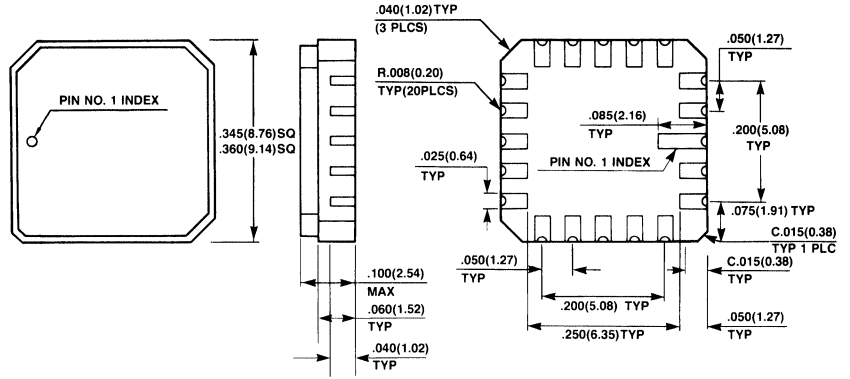 .040(1.02)TYP
(3 PLCS)
.050(1.27)
TYP
R.008(0.20)
TYP(20PLCS)
PIN NO. 1 INDEX
.345(8.76)SQ
.360(9.14)SQ
.085(2.16)
TYP
.200(5.08)
TYP
.025(0.64)
TYP
PIN NO. 1 INDEX
.075(1.91) TYP
C.015(0.38)
TYP 1 PLC
.050(1.27)
TYP
C.015(0.38)
TYP
.100(2.54)
MAX
.200(5.08) TYP
.060(1.52)
TYP
.250(6.35)TYP
.050(1.27)
TYP
.040(1.02)
TYP